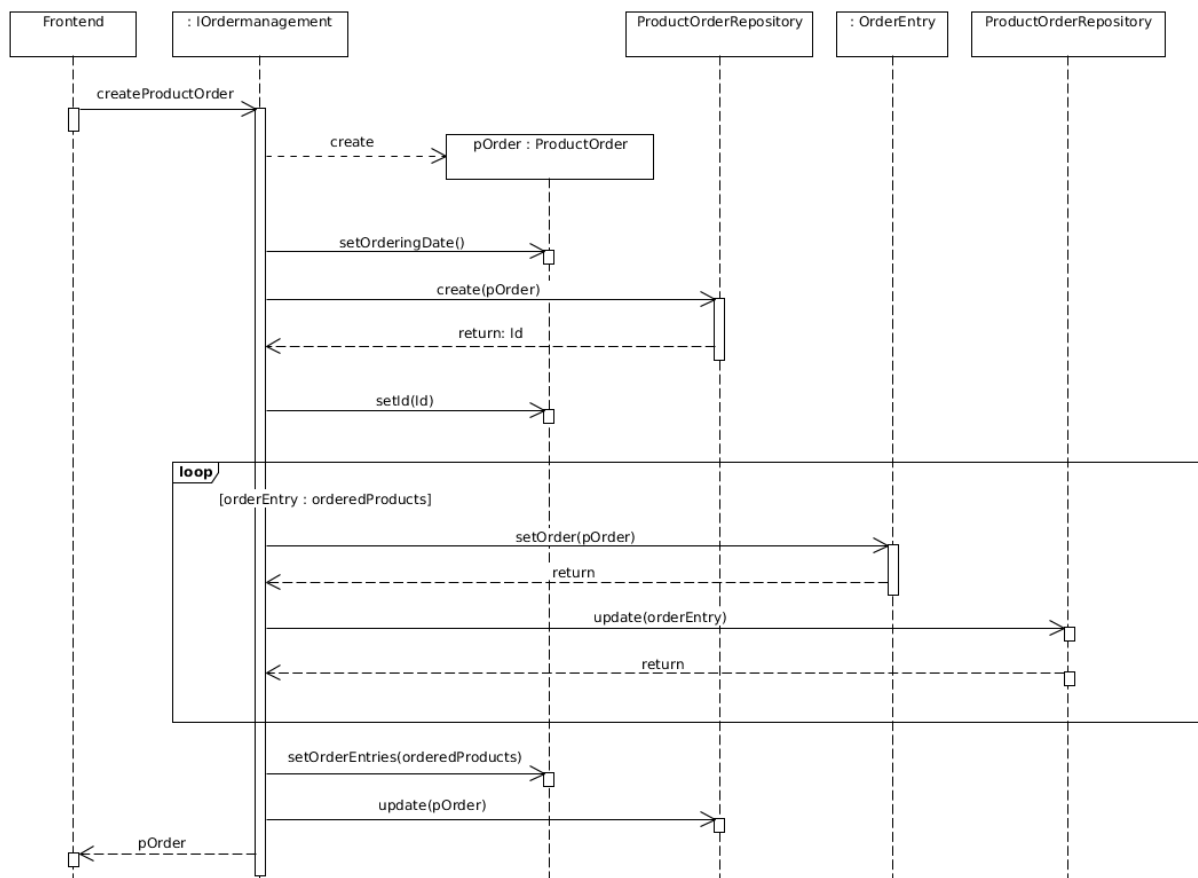 Frontend
: IOrdermanagement
ProductOrderRepository
: OrderEntry
ProductOrderRepository
createProductOrder
create
pOrder : ProductOrder
setOrderingDate()
create(pOrder)
return: Id
setId(Id)
loop
[orderEntry : orderedProducts]
setOrder(pOrder)
return
update(orderEntry)
return
setOrderEntries(orderedProducts)
update(pOrder)
pOrder